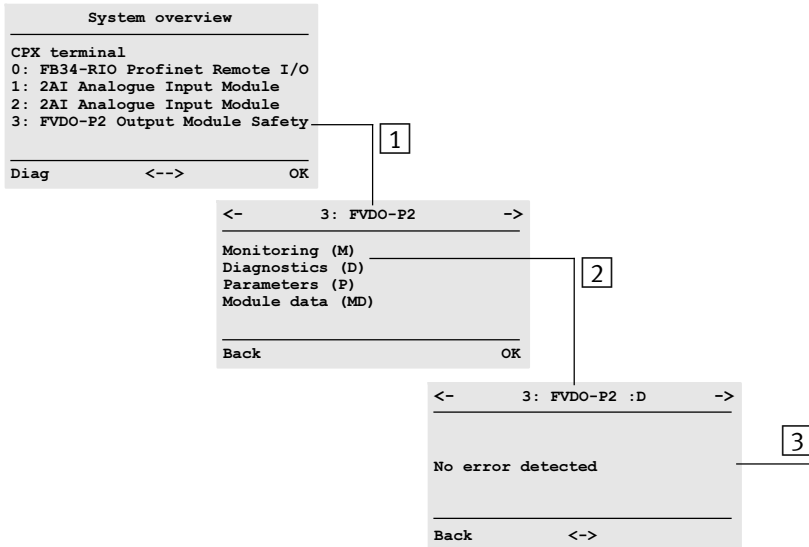 System overview
CPX terminal
0: FB34-RIO Profinet Remote I/O
1: 2AI Analogue Input Module
2: 2AI Analogue Input Module
3: FVDO-P2 Output Module Safety
Diag <--> OK
1
<- 3: FVDO-P2 ->
Monitoring (M)
Diagnostics (D)
Parameters (P)
Module data (MD)
Back OK
2
<- 3: FVDO-P2 :D ->
No error detected
Back <->
3